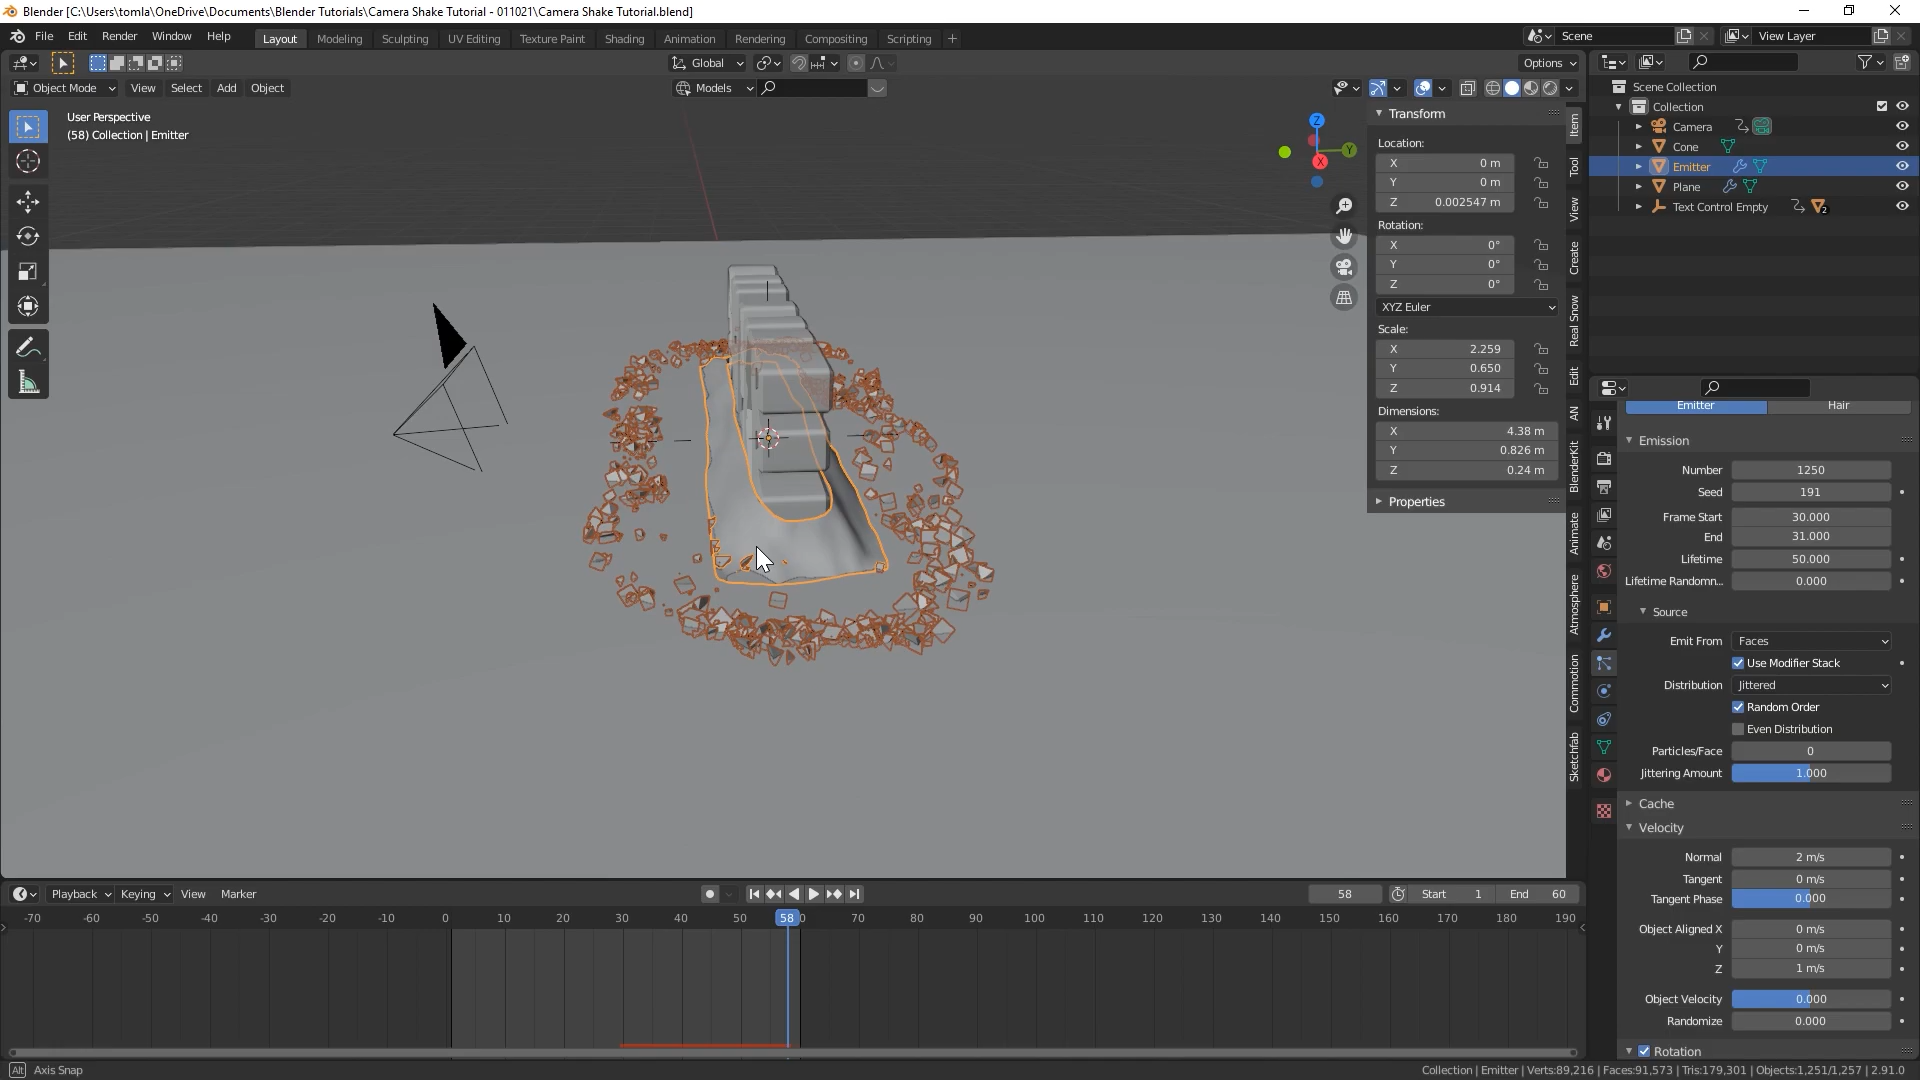 Blender [C:\Users\tomla\OneDrive\Documents\Blender Tutorials\Camera Shake Tutorial - 011021\Camera Shake Tutorial.blend]
File Edit Render Window Help
Layout Modeling Sculpting UV Editing Texture Paint Shading Animation Rendering Compositing Scripting
Scene
View Layer
Global
Options
Object Mode View Select Add Object
Models
User Perspective
(58) Collection | Emitter
Z
Y
X
Transform
Location:
X 0 m
Y 0 m
Z 0.002547 m
Rotation:
X 0°
Y 0°
Z 0°
XYZ Euler
Scale:
X 2.259
Y 0.650
Z 0.914
Dimensions:
X 4.38 m
Y 0.826 m
Z 0.24 m
Properties
Item
Tool
View
Create
Real Snow
Edit
AN
BlenderKit
Animate
Atmosphere
Commotion
Sketchfab
Scene Collection
Collection
Camera
Cone
Emitter
Plane
Text Control Empty
2
Emitter Hair
Emission
Number 1250
Seed 191
Frame Start 30.000
End 31.000
Lifetime 50.000
Lifetime Randomn... 0.000
Source
Emit From Faces
Use Modifier Stack
Distribution Jittered
Random Order
Even Distribution
Particles/Face 0
Jittering Amount 1.000
Cache
Velocity
Normal 2 m/s
Tangent 0 m/s
Tangent Phase 0.000
Object Aligned X 0 m/s
Y 0 m/s
Z 1 m/s
Object Velocity 0.000
Randomize 0.000
Rotation
Playback Keying View Marker
58
Start 1
End 60
-70 -60 -50 -40 -30 -20 -10 0 10 20 30 40 50 58 0 70 80 90 100 110 120 130 140 150 160 170 180 190
Alt Axis Snap
Collection | Emitter | Verts:89,216 | Faces:91,573 | Tris:179,301 | Objects:1,251/1,257 | 2.91.0